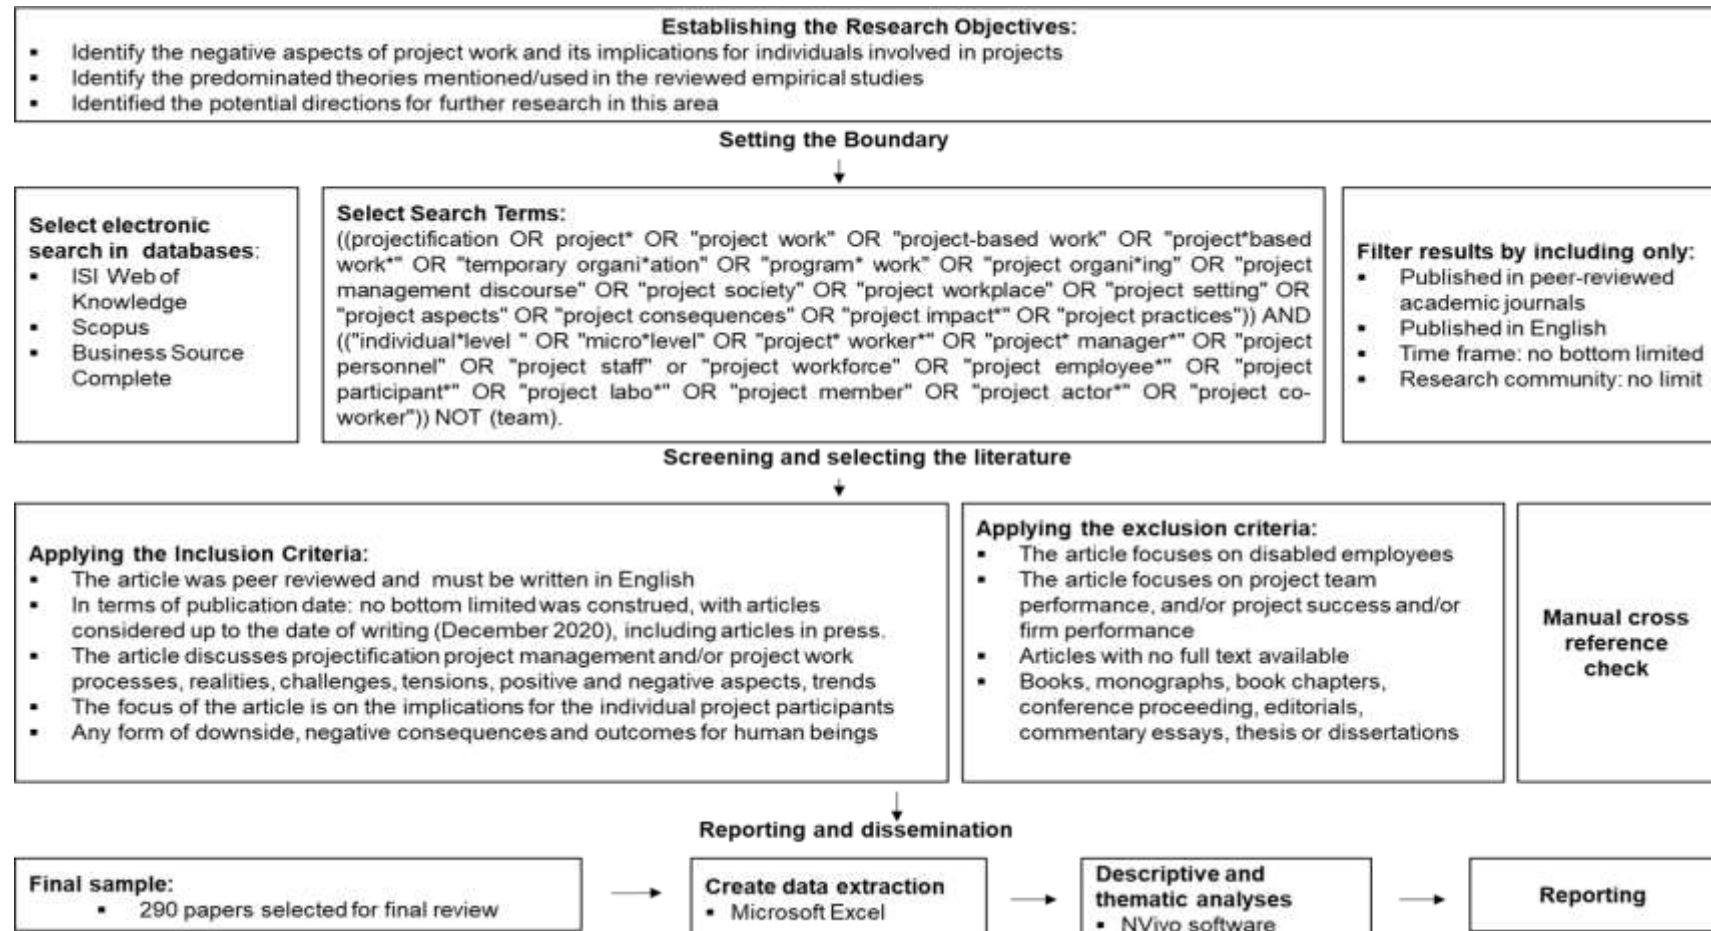 Establishing the Research Objectives:
▪ Identify the negative aspects of project work and its implications for individuals involved in projects
▪ Identify the predominated theories mentioned/used in the reviewed empirical studies
▪ Identified the potential directions for further research in this area
Setting the Boundary
Select electronic
search in databases:
▪ ISI Web of
Knowledge
▪ Scopus
▪ Business Source
Complete
Select Search Terms:
((projectification OR project* OR "project work" OR "project-based work" OR "project*based
work*" OR "temporary organi*ation" OR "program* work" OR "project organi*ing" OR "project
management discourse" OR "project society" OR "project workplace" OR "project setting" OR
"project aspects" OR "project consequences" OR "project impact*" OR "project practices")) AND
(("individual*level " OR "micro*level" OR "project* worker*" OR "project* manager*" OR "project
personnel" OR "project staff" or "project workforce" OR "project employee*" OR "project
participant*" OR "project labo*" OR "project member" OR "project actor*" OR "project co-
worker")) NOT (team).
Filter results by including only:
▪ Published in peer-reviewed
academic journals
▪ Published in English
▪ Time frame: no bottom limited
▪ Research community: no limit
Screening and selecting the literature
Applying the Inclusion Criteria:
▪ The article was peer reviewed and must be written in English
▪ In terms of publication date: no bottom limited was construed, with articles
considered up to the date of writing (December 2020), including articles in press.
▪ The article discusses projectification project management and/or project work
processes, realities, challenges, tensions, positive and negative aspects, trends
▪ The focus of the article is on the implications for the individual project participants
▪ Any form of downside, negative consequences and outcomes for human beings
Applying the exclusion criteria:
▪ The article focuses on disabled employees
▪ The article focuses on project team
performance, and/or project success and/or
firm performance
▪ Articles with no full text available
▪ Books, monographs, book chapters,
conference proceeding, editorials,
commentary essays, thesis or dissertations
Manual cross
reference
check
Reporting and dissemination
Final sample:
▪ 290 papers selected for final review
Create data extraction
▪ Microsoft Excel
Descriptive and
thematic analyses
▪ NVivo software
Reporting